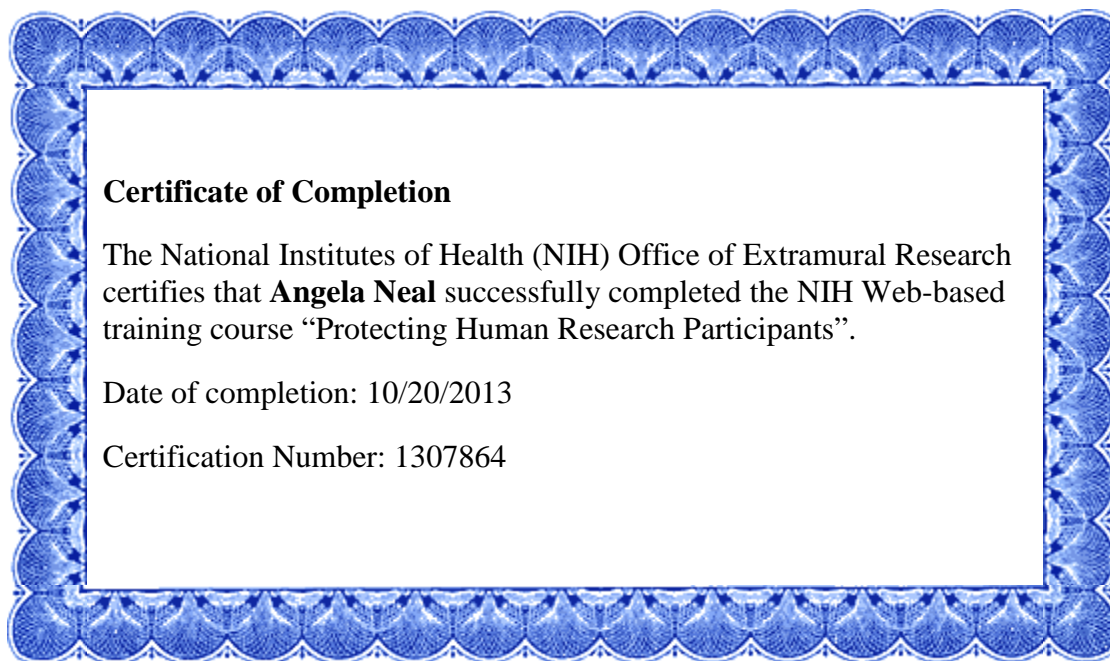 Certificate of Completion
The National Institutes of Health (NIH) Office of Extramural Research
certifies that Angela Neal successfully completed the NIH Web-based
training course “Protecting Human Research Participants”.
Date of completion: 10/20/2013
Certification Number: 1307864